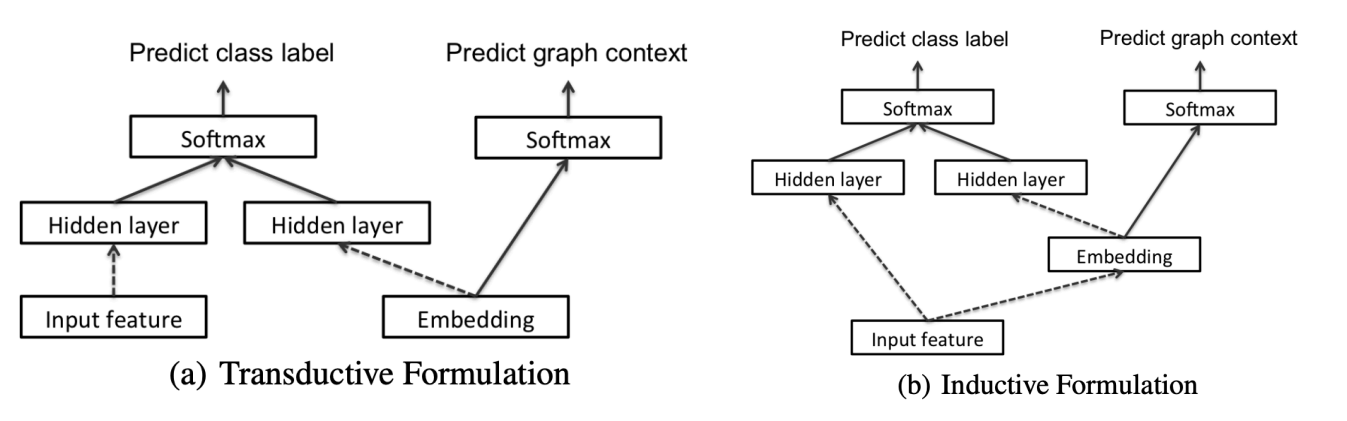 Predict class label
Predict graph context
Softmax
Softmax
Hidden layer
Hidden layer
Input feature
Embedding
(a) Transductive Formulation
Predict class label
Predict graph context
Softmax
Softmax
Hidden layer
Hidden layer
Embedding
Input feature
(b) Inductive Formulation